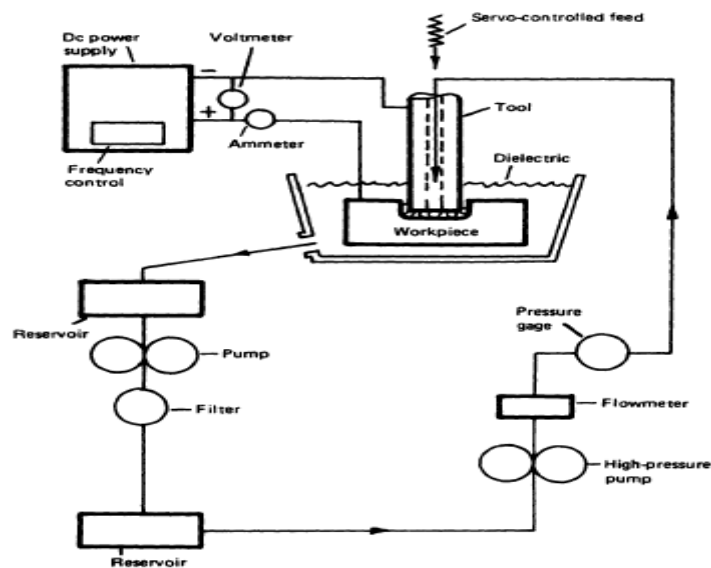 Dc power
supply
Voltmeter
Servo-controlled feed
−
+
Ammeter
Tool
Frequency
control
Dielectric
Workpiece
Reservoir
Pump
Filter
Pressure
gage
Flowmeter
High-pressure
pump
Reservoir